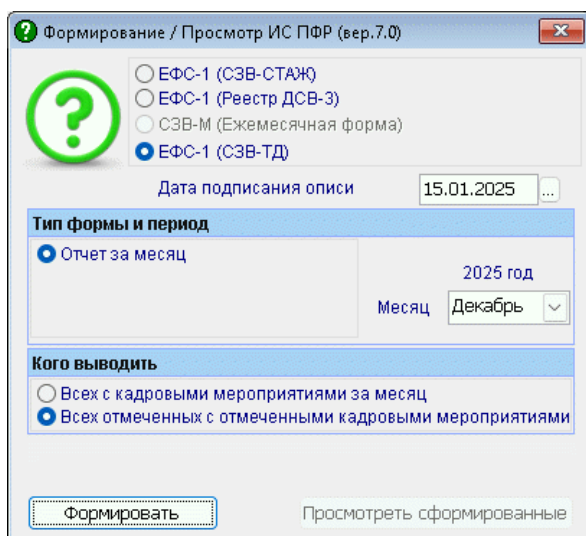 Формирование / Просмотр ИС ПФР (вер.7.0)
ЕФС-1 (СЗВ-СТАЖ)
ЕФС-1 (Реестр ДСВ-3)
СЗВ-М (Ежемесячная форма)
ЕФС-1 (СЗВ-ТД)
Дата подписания описи 15.01.2025 ...
Тип формы и период
Отчет за месяц
2025 год
Месяц Декабрь
Кого выводить
Всех с кадровыми мероприятиями за месяц
Всех отмеченных с отмеченными кадровыми мероприятиями
Формировать Просмотреть сформированные